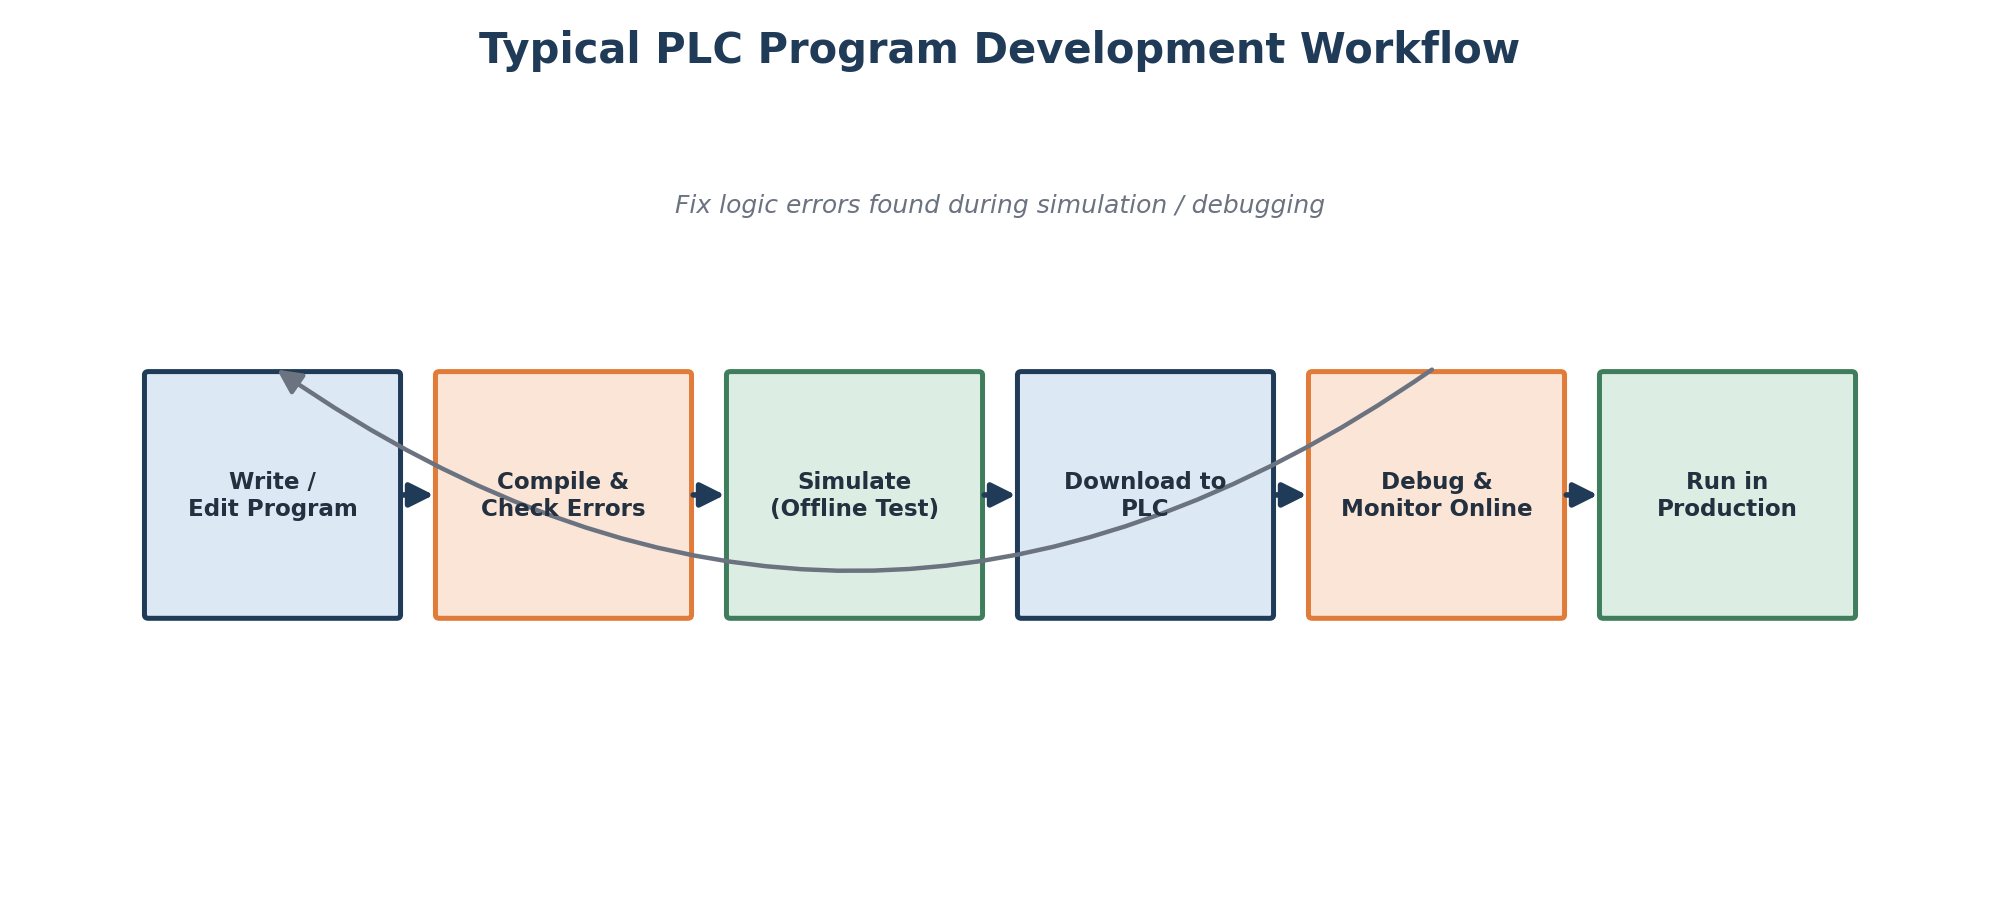 Typical PLC Program Development Workflow
Fix logic errors found during simulation / debugging
Write /
Edit Program
Compile &
Check Errors
Simulate
(Offline Test)
Download to
PLC
Debug &
Monitor Online
Run in
Production